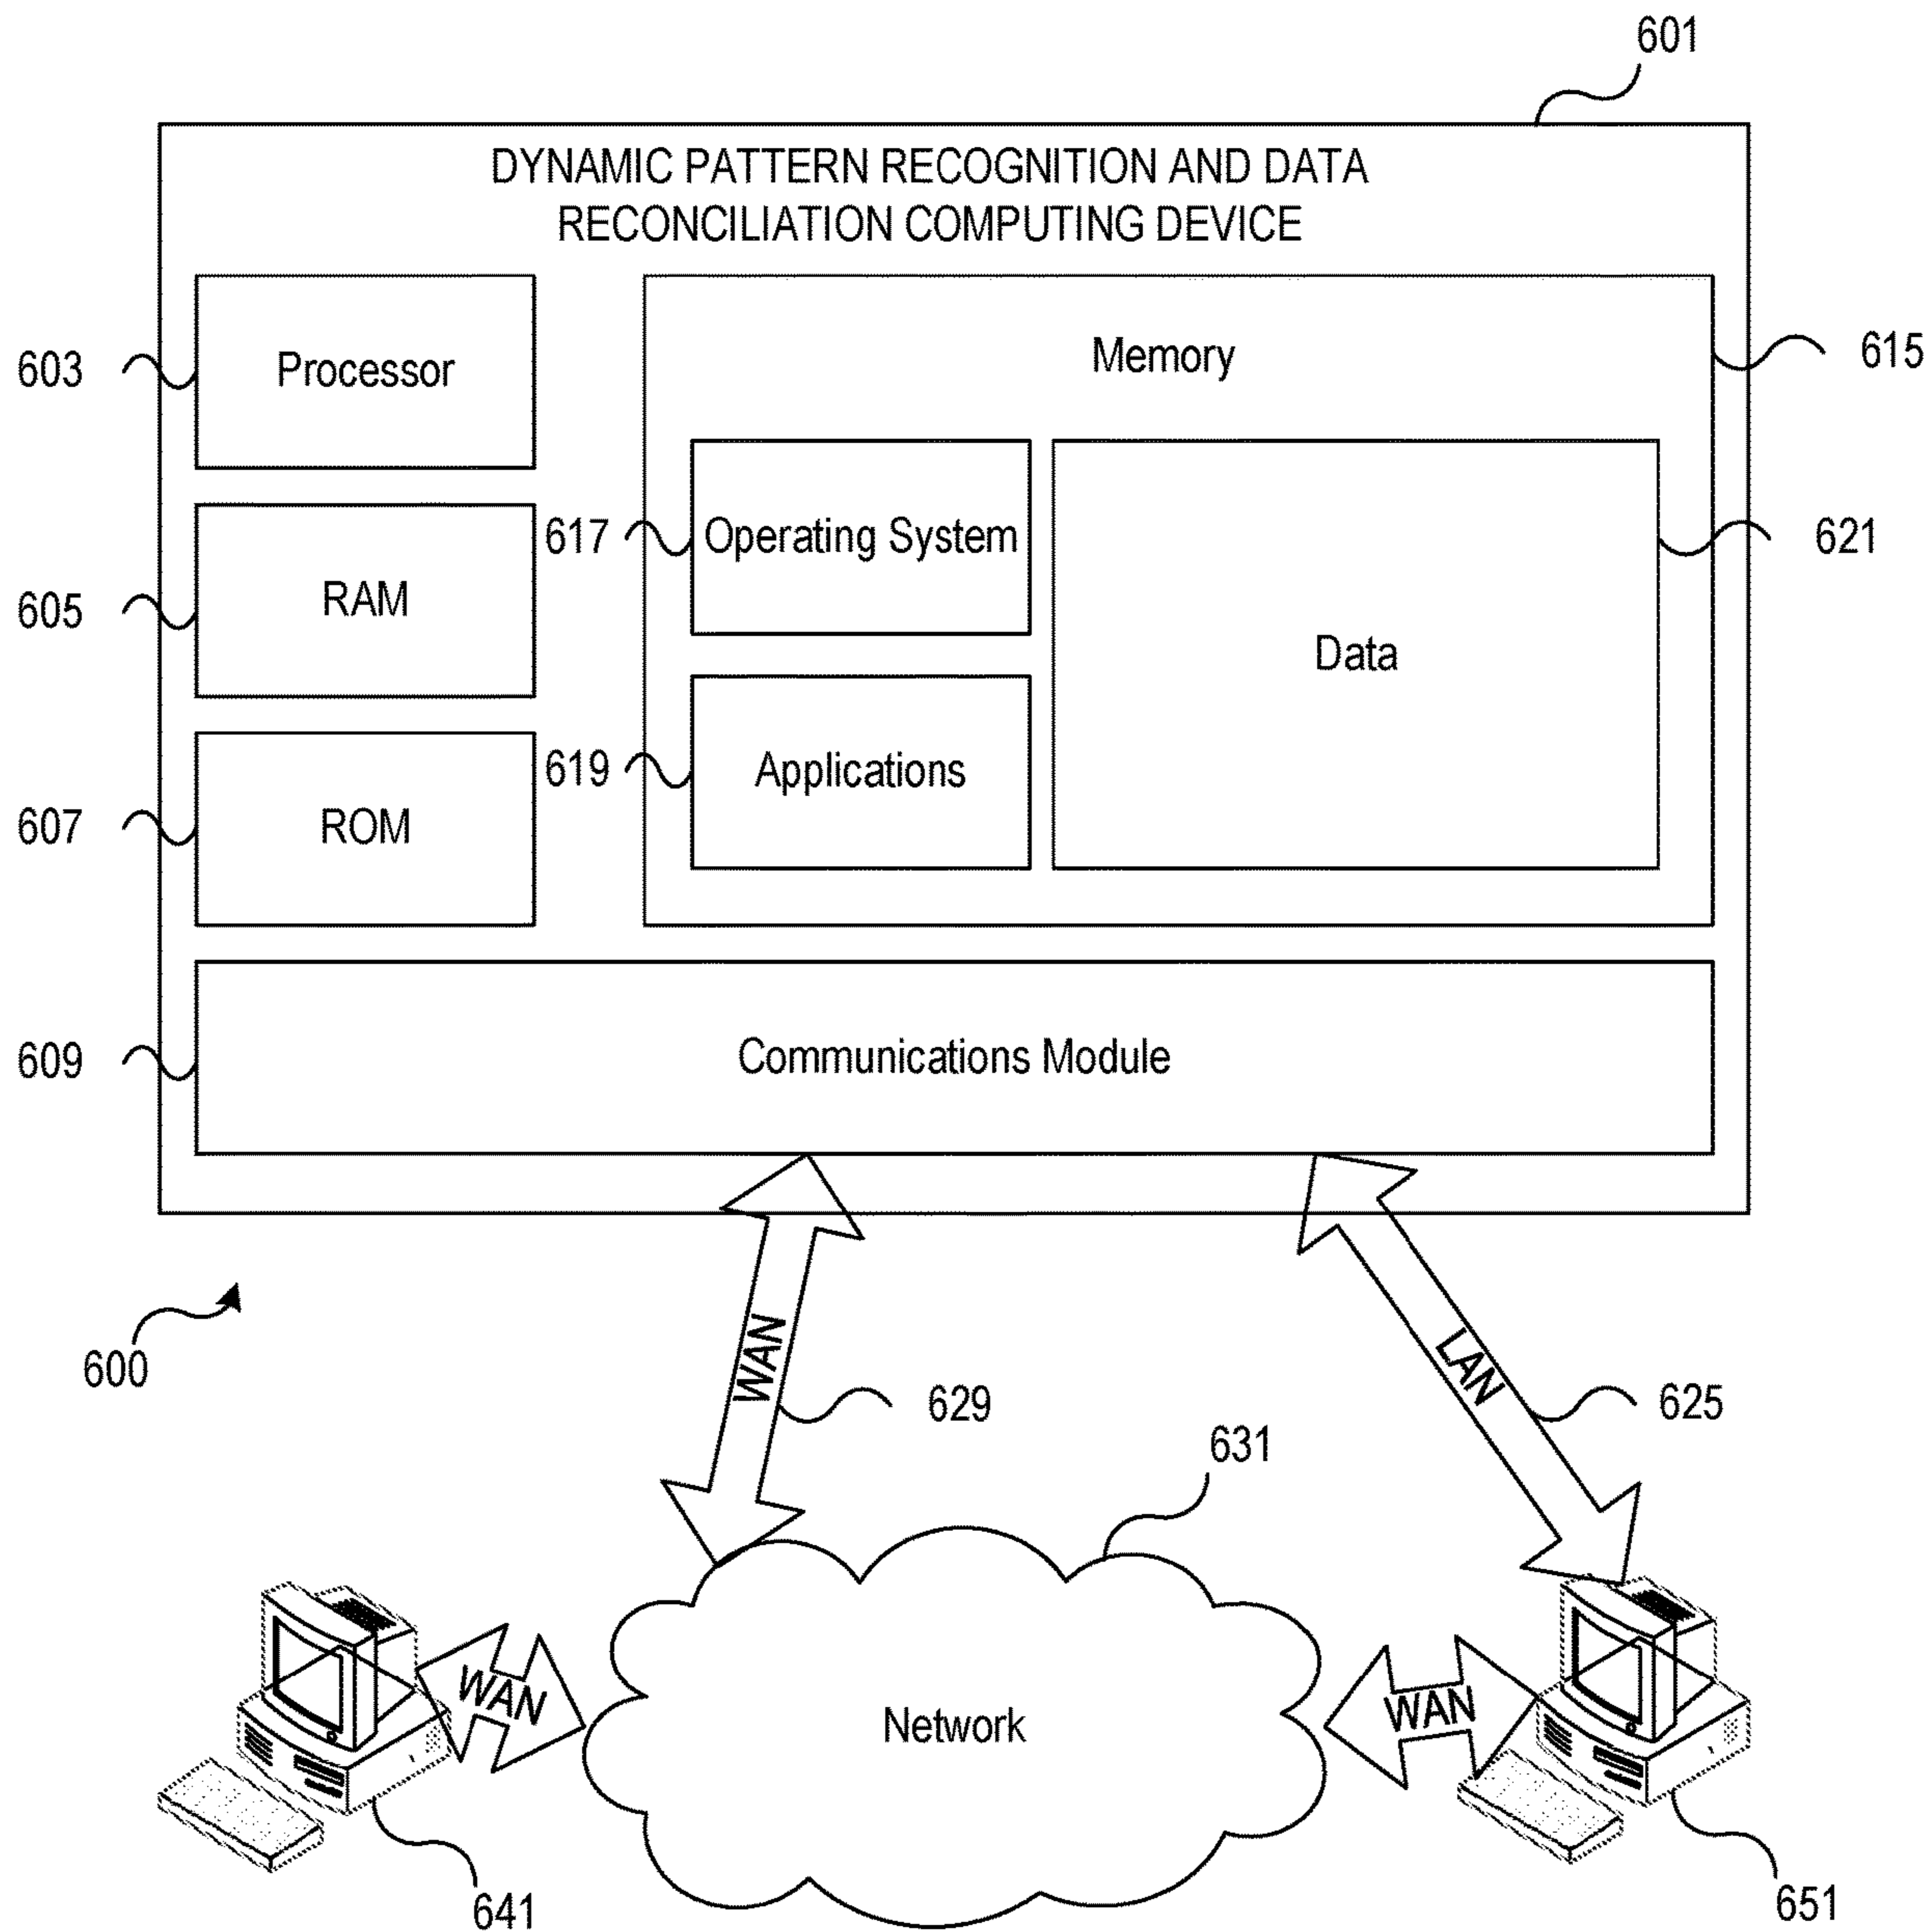 601
DYNAMIC PATTERN RECOGNITION AND DATA
RECONCILIATION COMPUTING DEVICE
603
Processor
Memory
615
617
Operating System
621
605
RAM
Data
619
Applications
607
ROM
609
Communications Module
600
WAN
629
LAN
625
631
WAN
Network
WAN
641
651